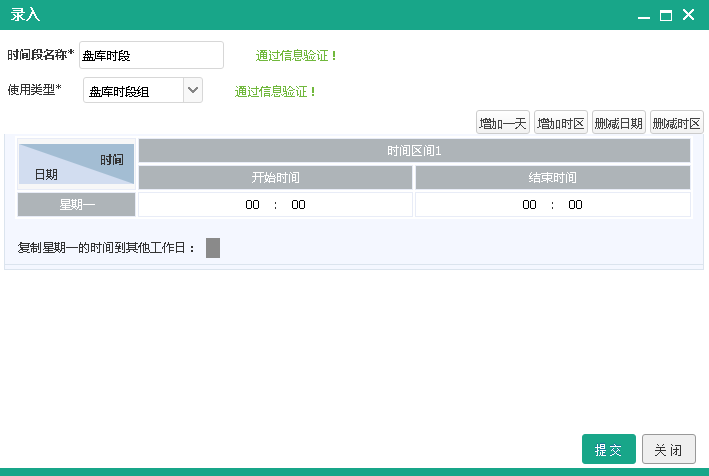 录入
时间段名称* 盘库时段 通过信息验证！
使用类型* 盘库时段组 通过信息验证！
增加一天 增加时区 删减日期 删减时区
时间 日期 时间区间1
开始时间 结束时间
星期一 00 : 00 00 : 00
复制星期一的时间到其他工作日：
提交 关闭